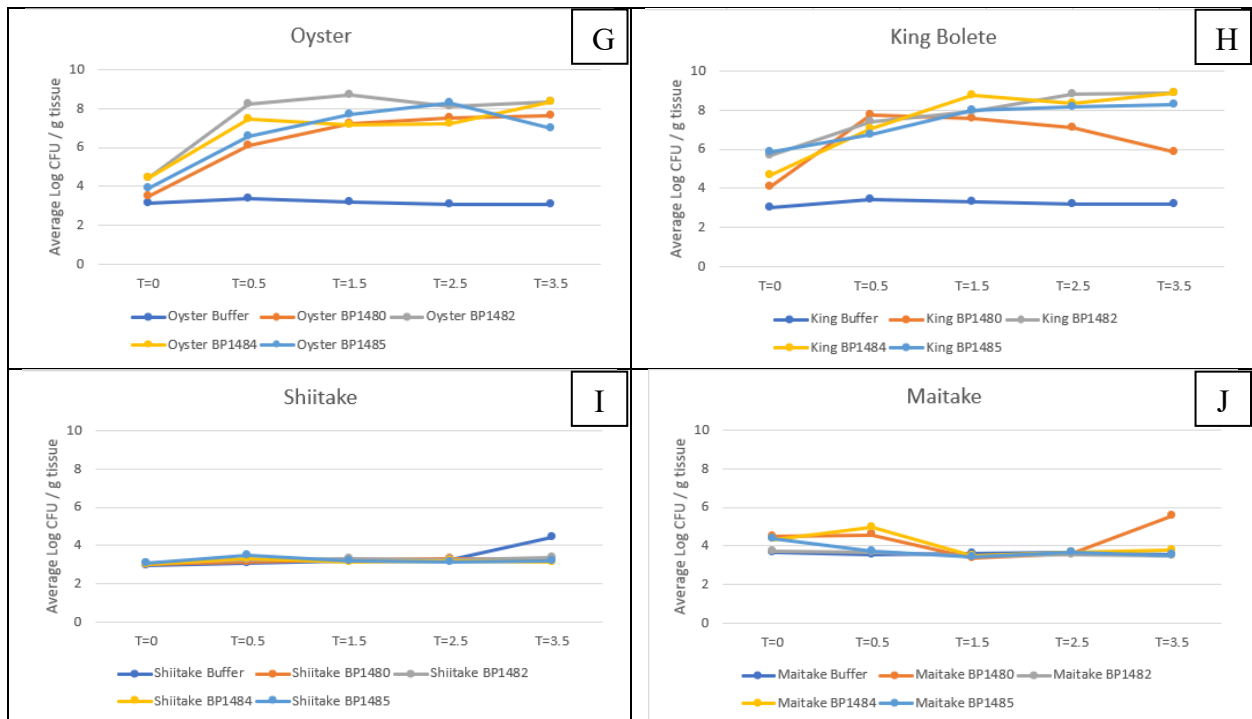 Oyster
G
Average Log CFU / g tissue
10
8
6
4
2
0
T=0 T=0.5 T=1.5 T=2.5 T=3.5
Oyster Buffer Oyster BP1480 Oyster BP1482
Oyster BP1484 Oyster BP1485
King Bolete
H
Average Log CFU / g tissue
10
8
6
4
2
0
T=0 T=0.5 T=1.5 T=2.5 T=3.5
King Buffer King BP1480 King BP1482
King BP1484 King BP1485
Shiitake
I
Average Log CFU / g tissue
10
8
6
4
2
0
T=0 T=0.5 T=1.5 T=2.5 T=3.5
Shiitake Buffer Shiitake BP1480 Shiitake BP1482
Shiitake BP1484 Shiitake BP1485
Maitake
J
Average Log CFU / g tissue
10
8
6
4
2
0
T=0 T=0.5 T=1.5 T=2.5 T=3.5
Maitake Buffer Maitake BP1480 Maitake BP1482
Maitake BP1484 Maitake BP1485